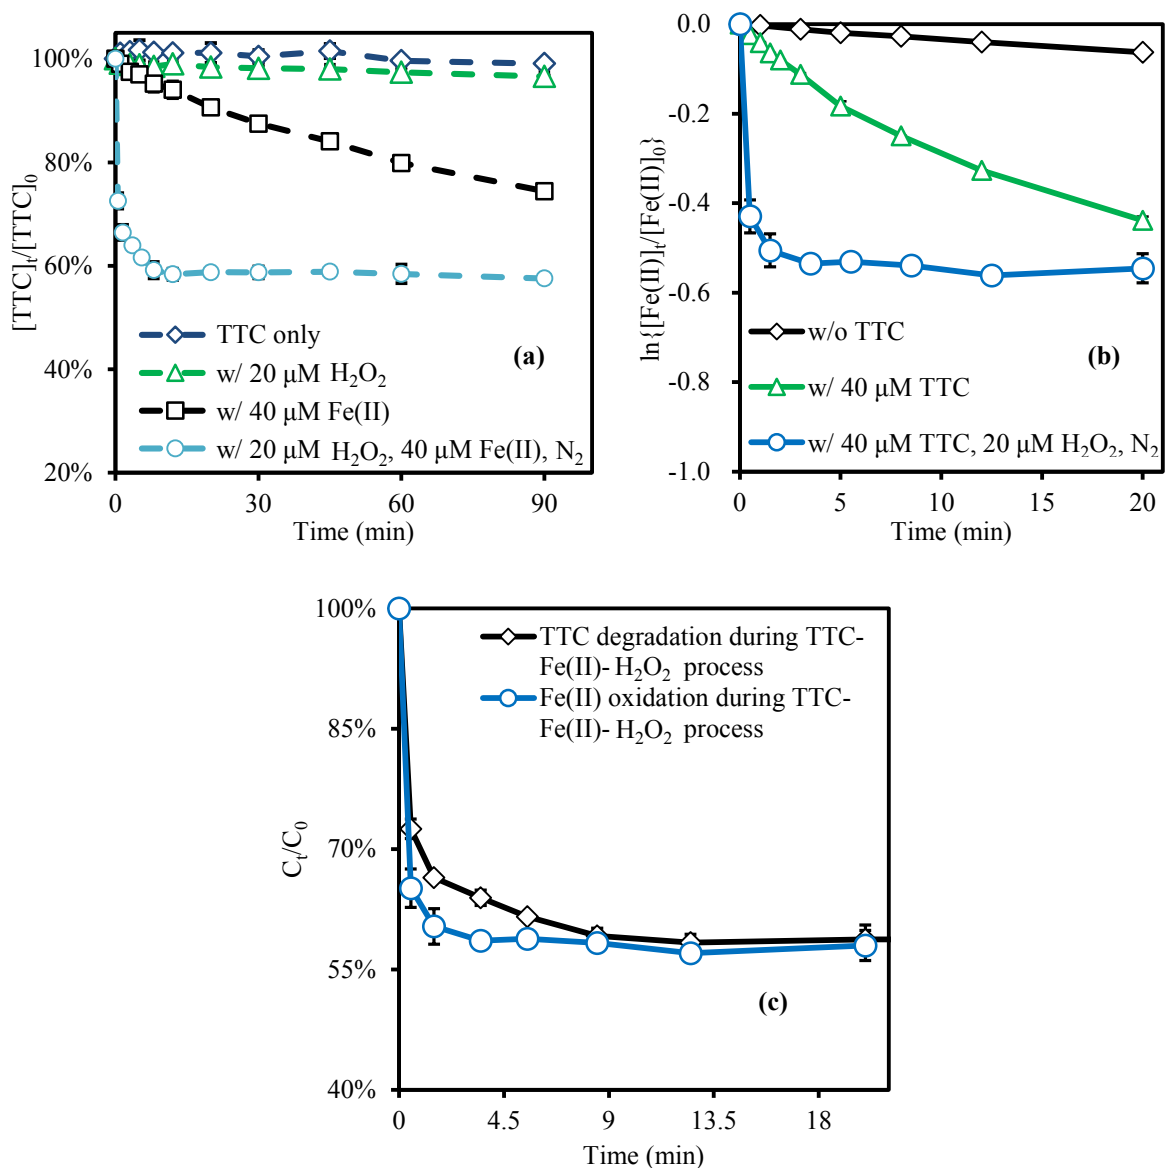 100%
80%
60%
40%
20%
[TTC]t/[TTC]0
TTC only
w/ 20 μM H2O2
w/ 40 μM Fe(II)
w/ 20 μM H2O2, 40 μM Fe(II), N2
(a)
0 30 60 90
Time (min)
0.0
-0.2
-0.4
-0.6
-0.8
-1.0
ln{[Fe(II)]t/[Fe(II)]0}
w/o TTC
(b)
w/ 40 μM TTC
w/ 40 μM TTC, 20 μM H2O2, N2
0 5 10 15 20
Time (min)
100%
85%
70%
55%
40%
Ct/C0
TTC degradation during TTC-
Fe(II)- H2O2 process
Fe(II) oxidation during TTC-
Fe(II)- H2O2 process
(c)
0 4.5 9 13.5 18
Time (min)